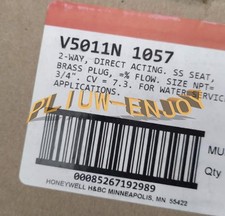 V5011N 1057
2-WAY, DIRECT ACTING. SS SEAT,
BRASS PLUG, =% FLOW. SIZE NPT=
3/4". CV = 7.3. FOR WATER SERVICE
APPLICATIONS
PLIUW-ENJOY
MU
Qty
00085267192989
HONEYWELL H&BC MINNEAPOLIS, MN 55422